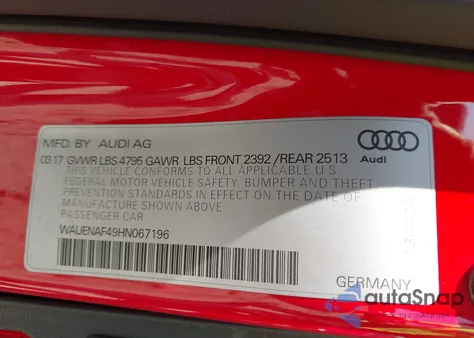 MFD. BY AUDI AG
03 17 GVWR LBS 4795 GAWR LBS FRONT 2392 /REAR 2513
THIS VEHICLE CONFORMS TO ALL APPLICABLE U.S.
FEDERAL MOTOR VEHICLE SAFETY, BUMPER AND THEFT
PREVENTION STANDARDS IN EFFECT ON THE DATE OF
MANUFACTURE SHOWN ABOVE.
PASSENGER CAR
WAUENAF49HN067196
Audi
GERMANY
autoSnap